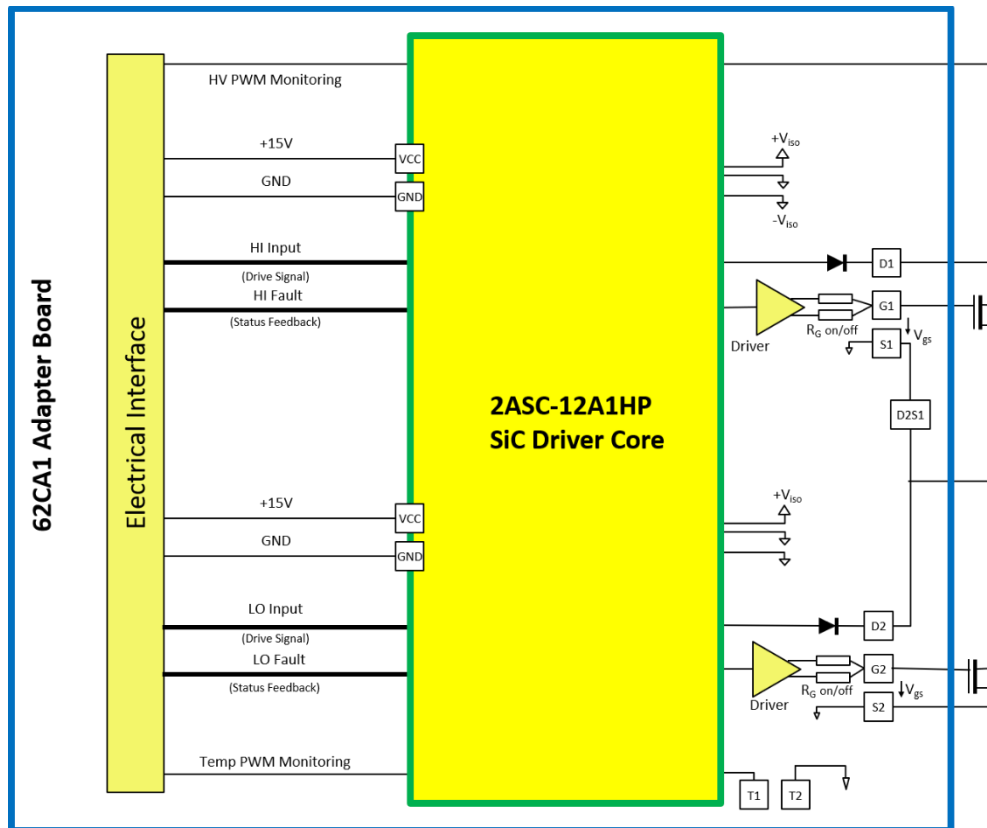 62CA1 Adapter Board
Electrical Interface
HV PWM Monitoring
+15V
VCC
GND
GND
HI Input
(Drive Signal)
HI Fault
(Status Feedback)
+15V
VCC
GND
GND
LO Input
(Drive Signal)
LO Fault
(Status Feedback)
Temp PWM Monitoring
2ASC-12A1HP
SiC Driver Core
+Viso
-Viso
D1
G1
Driver
RG on/off
Vgs
S1
D2S1
+Viso
D2
G2
Driver
RG on/off
Vgs
S2
T1
T2